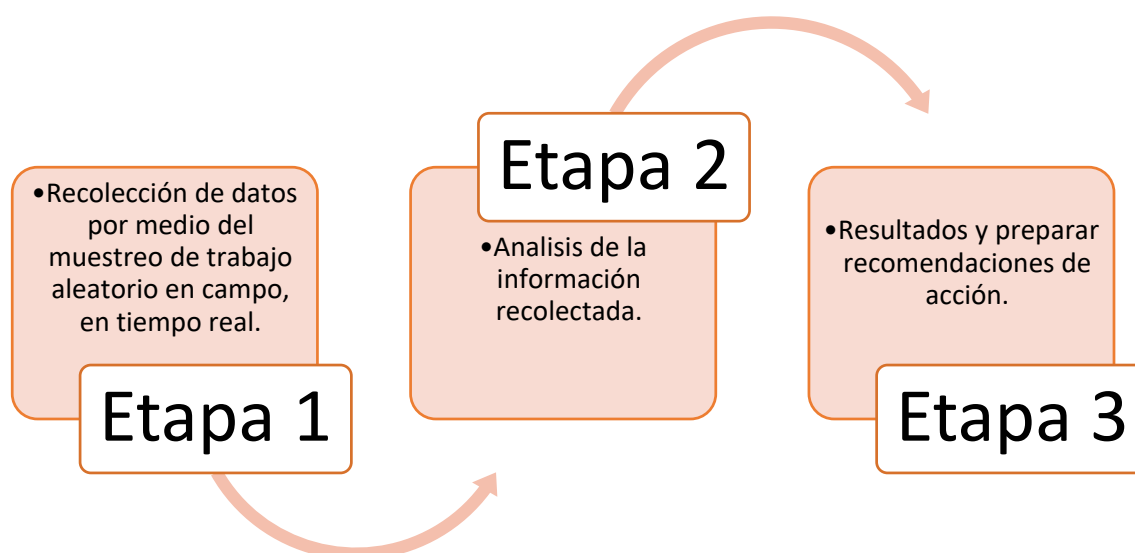 •Recolección de datos
por medio del
muestreo de trabajo
aleatorio en campo,
en tiempo real.
Etapa 1
Etapa 2
•Analisis de la
información
recolectada.
•Resultados y preparar
recomendaciones de
acción.
Etapa 3